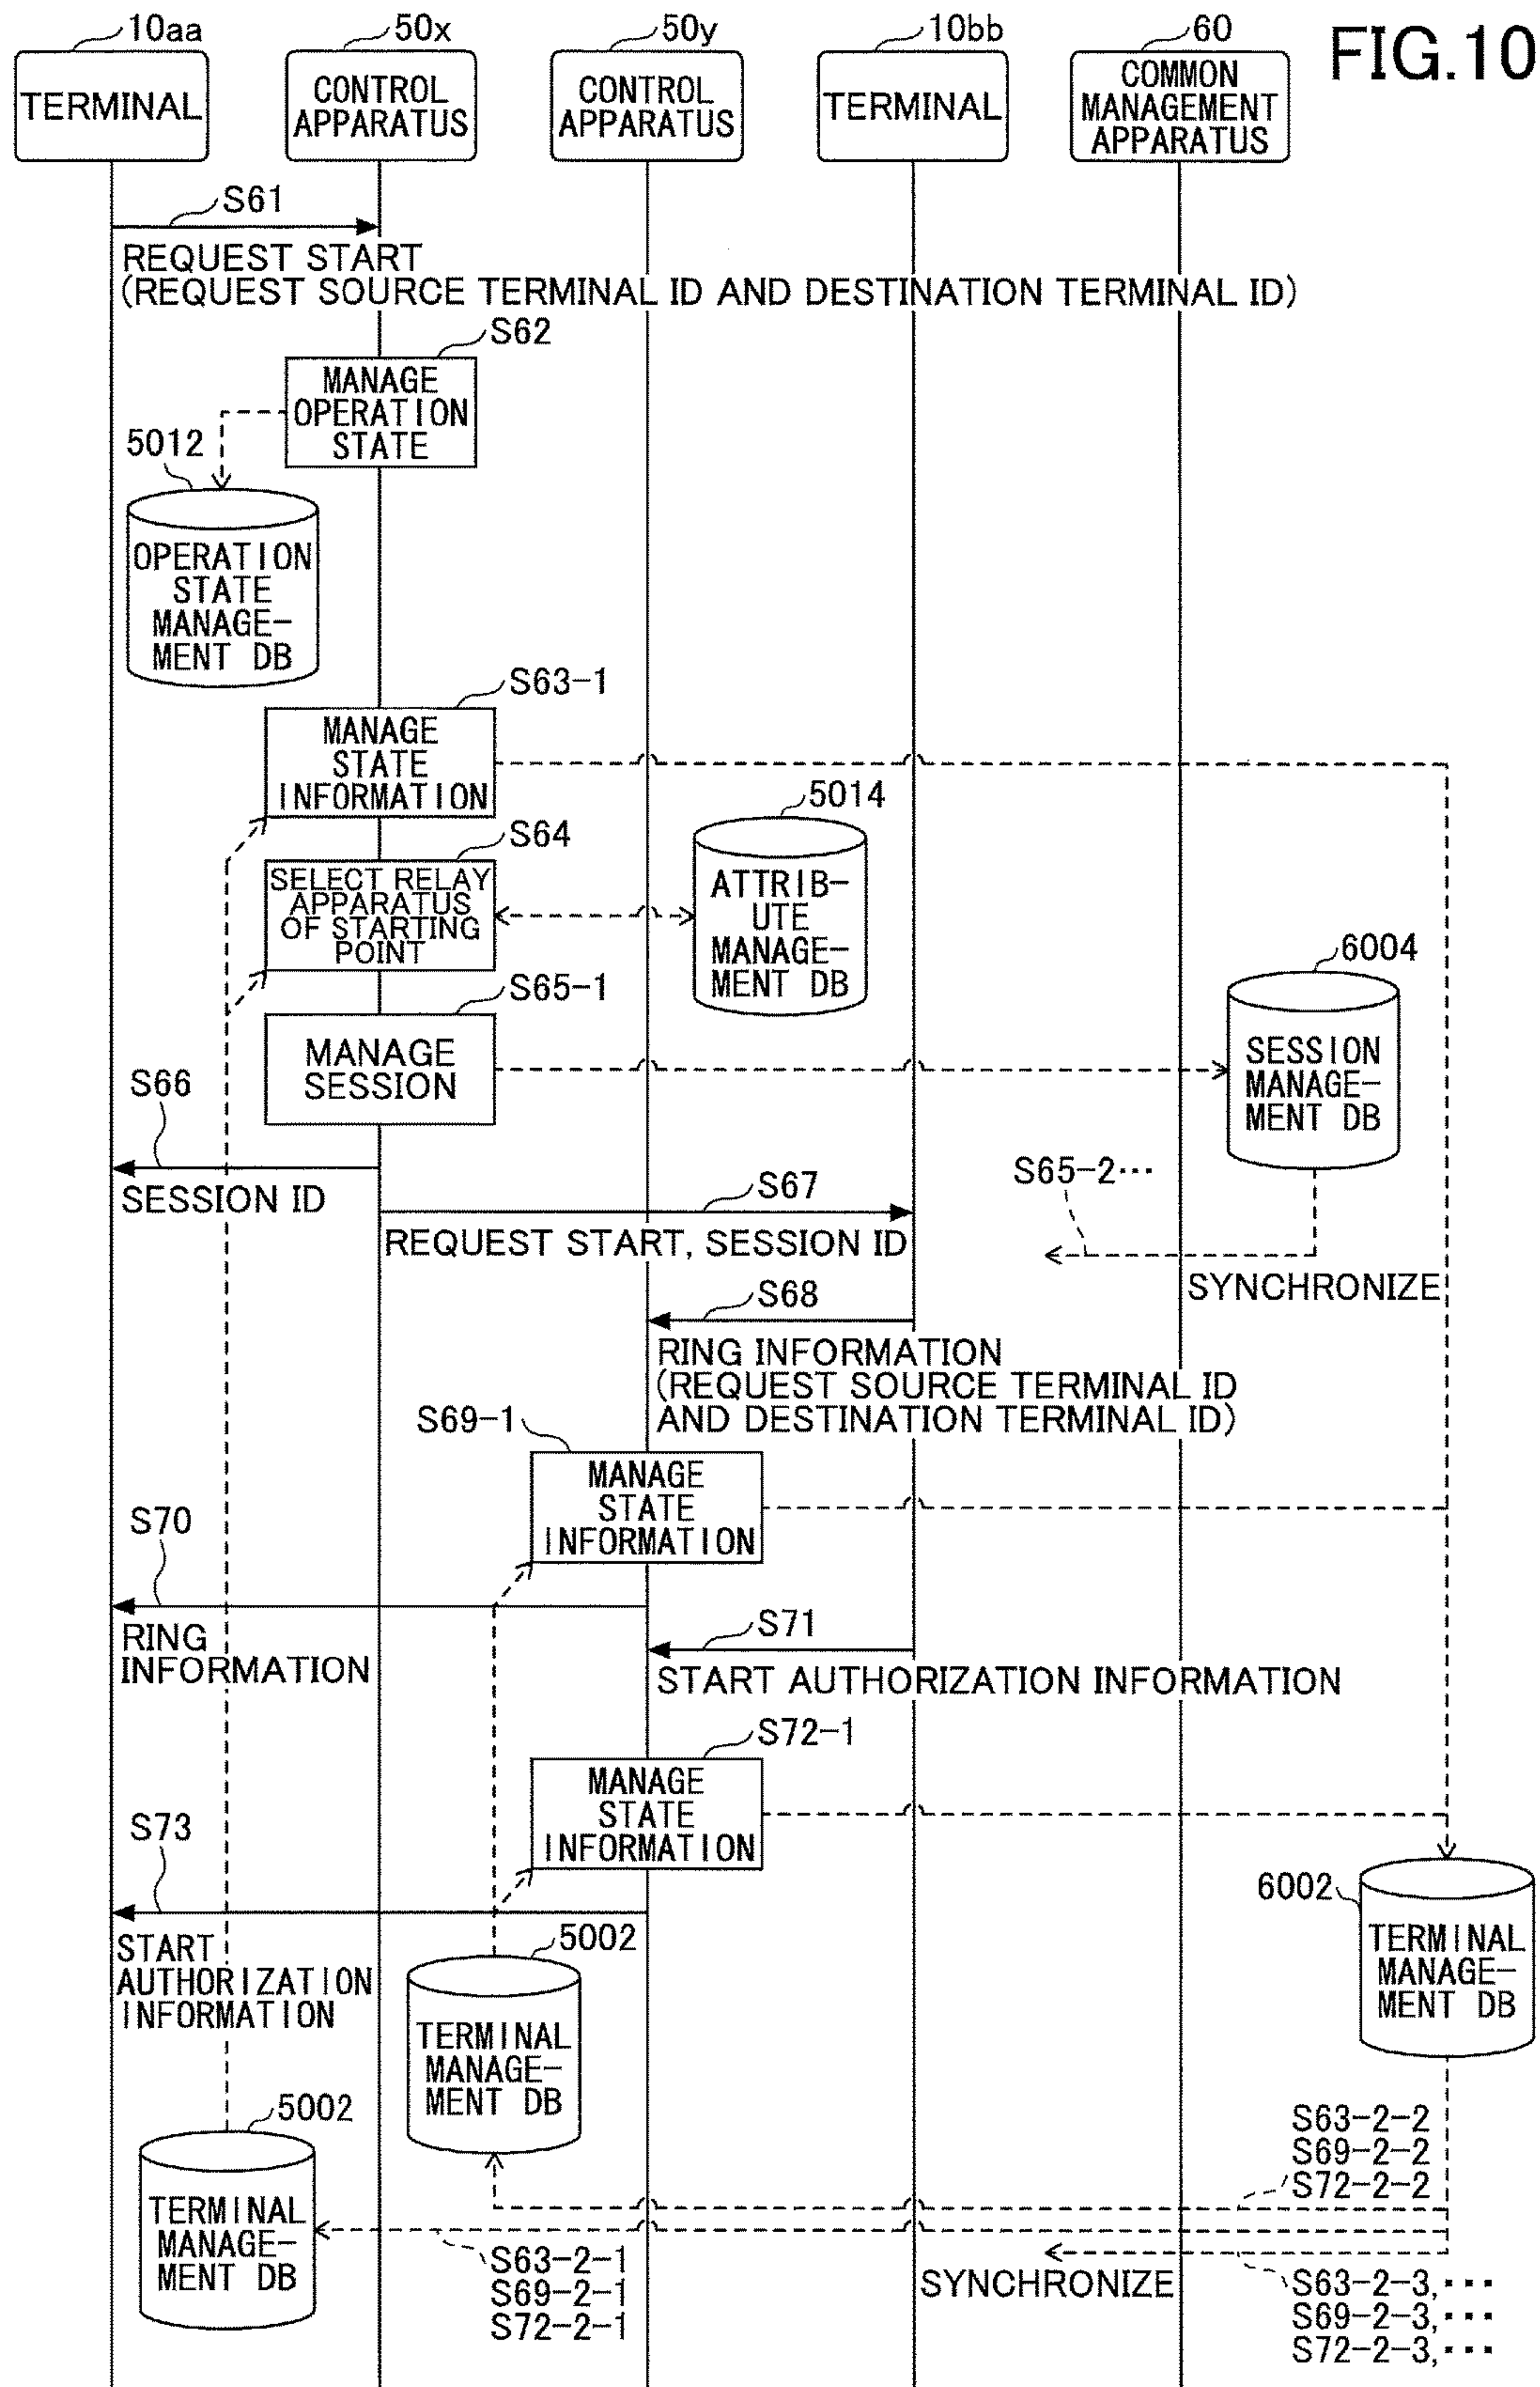 FIG.10
10aa
50x
50y
10bb
60
TERMINAL
CONTROL
APPARATUS
CONTROL
APPARATUS
TERMINAL
COMMON
MANAGEMENT
APPARATUS
S61
REQUEST START
(REQUEST SOURCE TERMINAL ID AND DESTINATION TERMINAL ID)
S62
MANAGE
OPERATION
STATE
5012
OPERATION
STATE
MANAGE-
MENT DB
S63-1
MANAGE
STATE
INFORMATION
5014
ATTRIB-
UTE
MANAGE-
MENT DB
S64
SELECT RELAY
APPARATUS
OF STARTING
POINT
6004
SESSION
MANAGE-
MENT DB
S65-1
MANAGE
SESSION
S66
SESSION ID
S65-2···
SYNCHRONIZE
S67
REQUEST START, SESSION ID
S68
RING INFORMATION
(REQUEST SOURCE TERMINAL ID
AND DESTINATION TERMINAL ID)
S69-1
MANAGE
STATE
INFORMATION
S70
RING
INFORMATION
S71
START AUTHORIZATION INFORMATION
S72-1
MANAGE
STATE
INFORMATION
S73
START
AUTHORIZATION
INFORMATION
6002
TERMINAL
MANAGE-
MENT DB
5002
TERMINAL
MANAGE-
MENT DB
5002
TERMINAL
MANAGE-
MENT DB
S63-2-2
S69-2-2
S72-2-2
S63-2-1
S69-2-1
S72-2-1
SYNCHRONIZE
S63-2-3,···
S69-2-3,···
S72-2-3,···